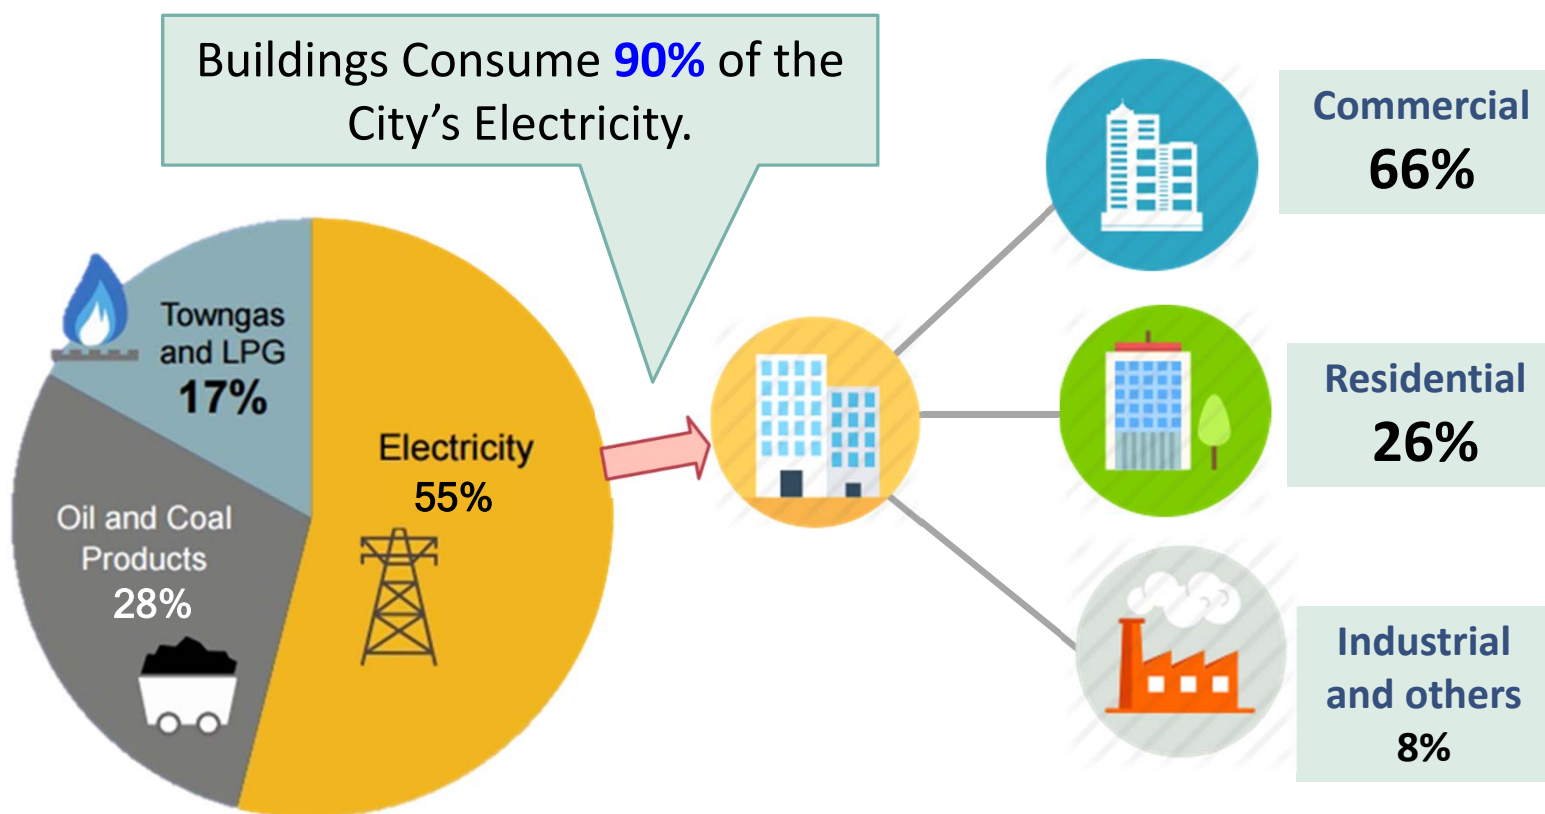 Buildings Consume 90% of the
City’s Electricity.
Towngas
and LPG
17%
Electricity
55%
Oil and Coal
Products
28%
Commercial
66%
Residential
26%
Industrial
and others
8%